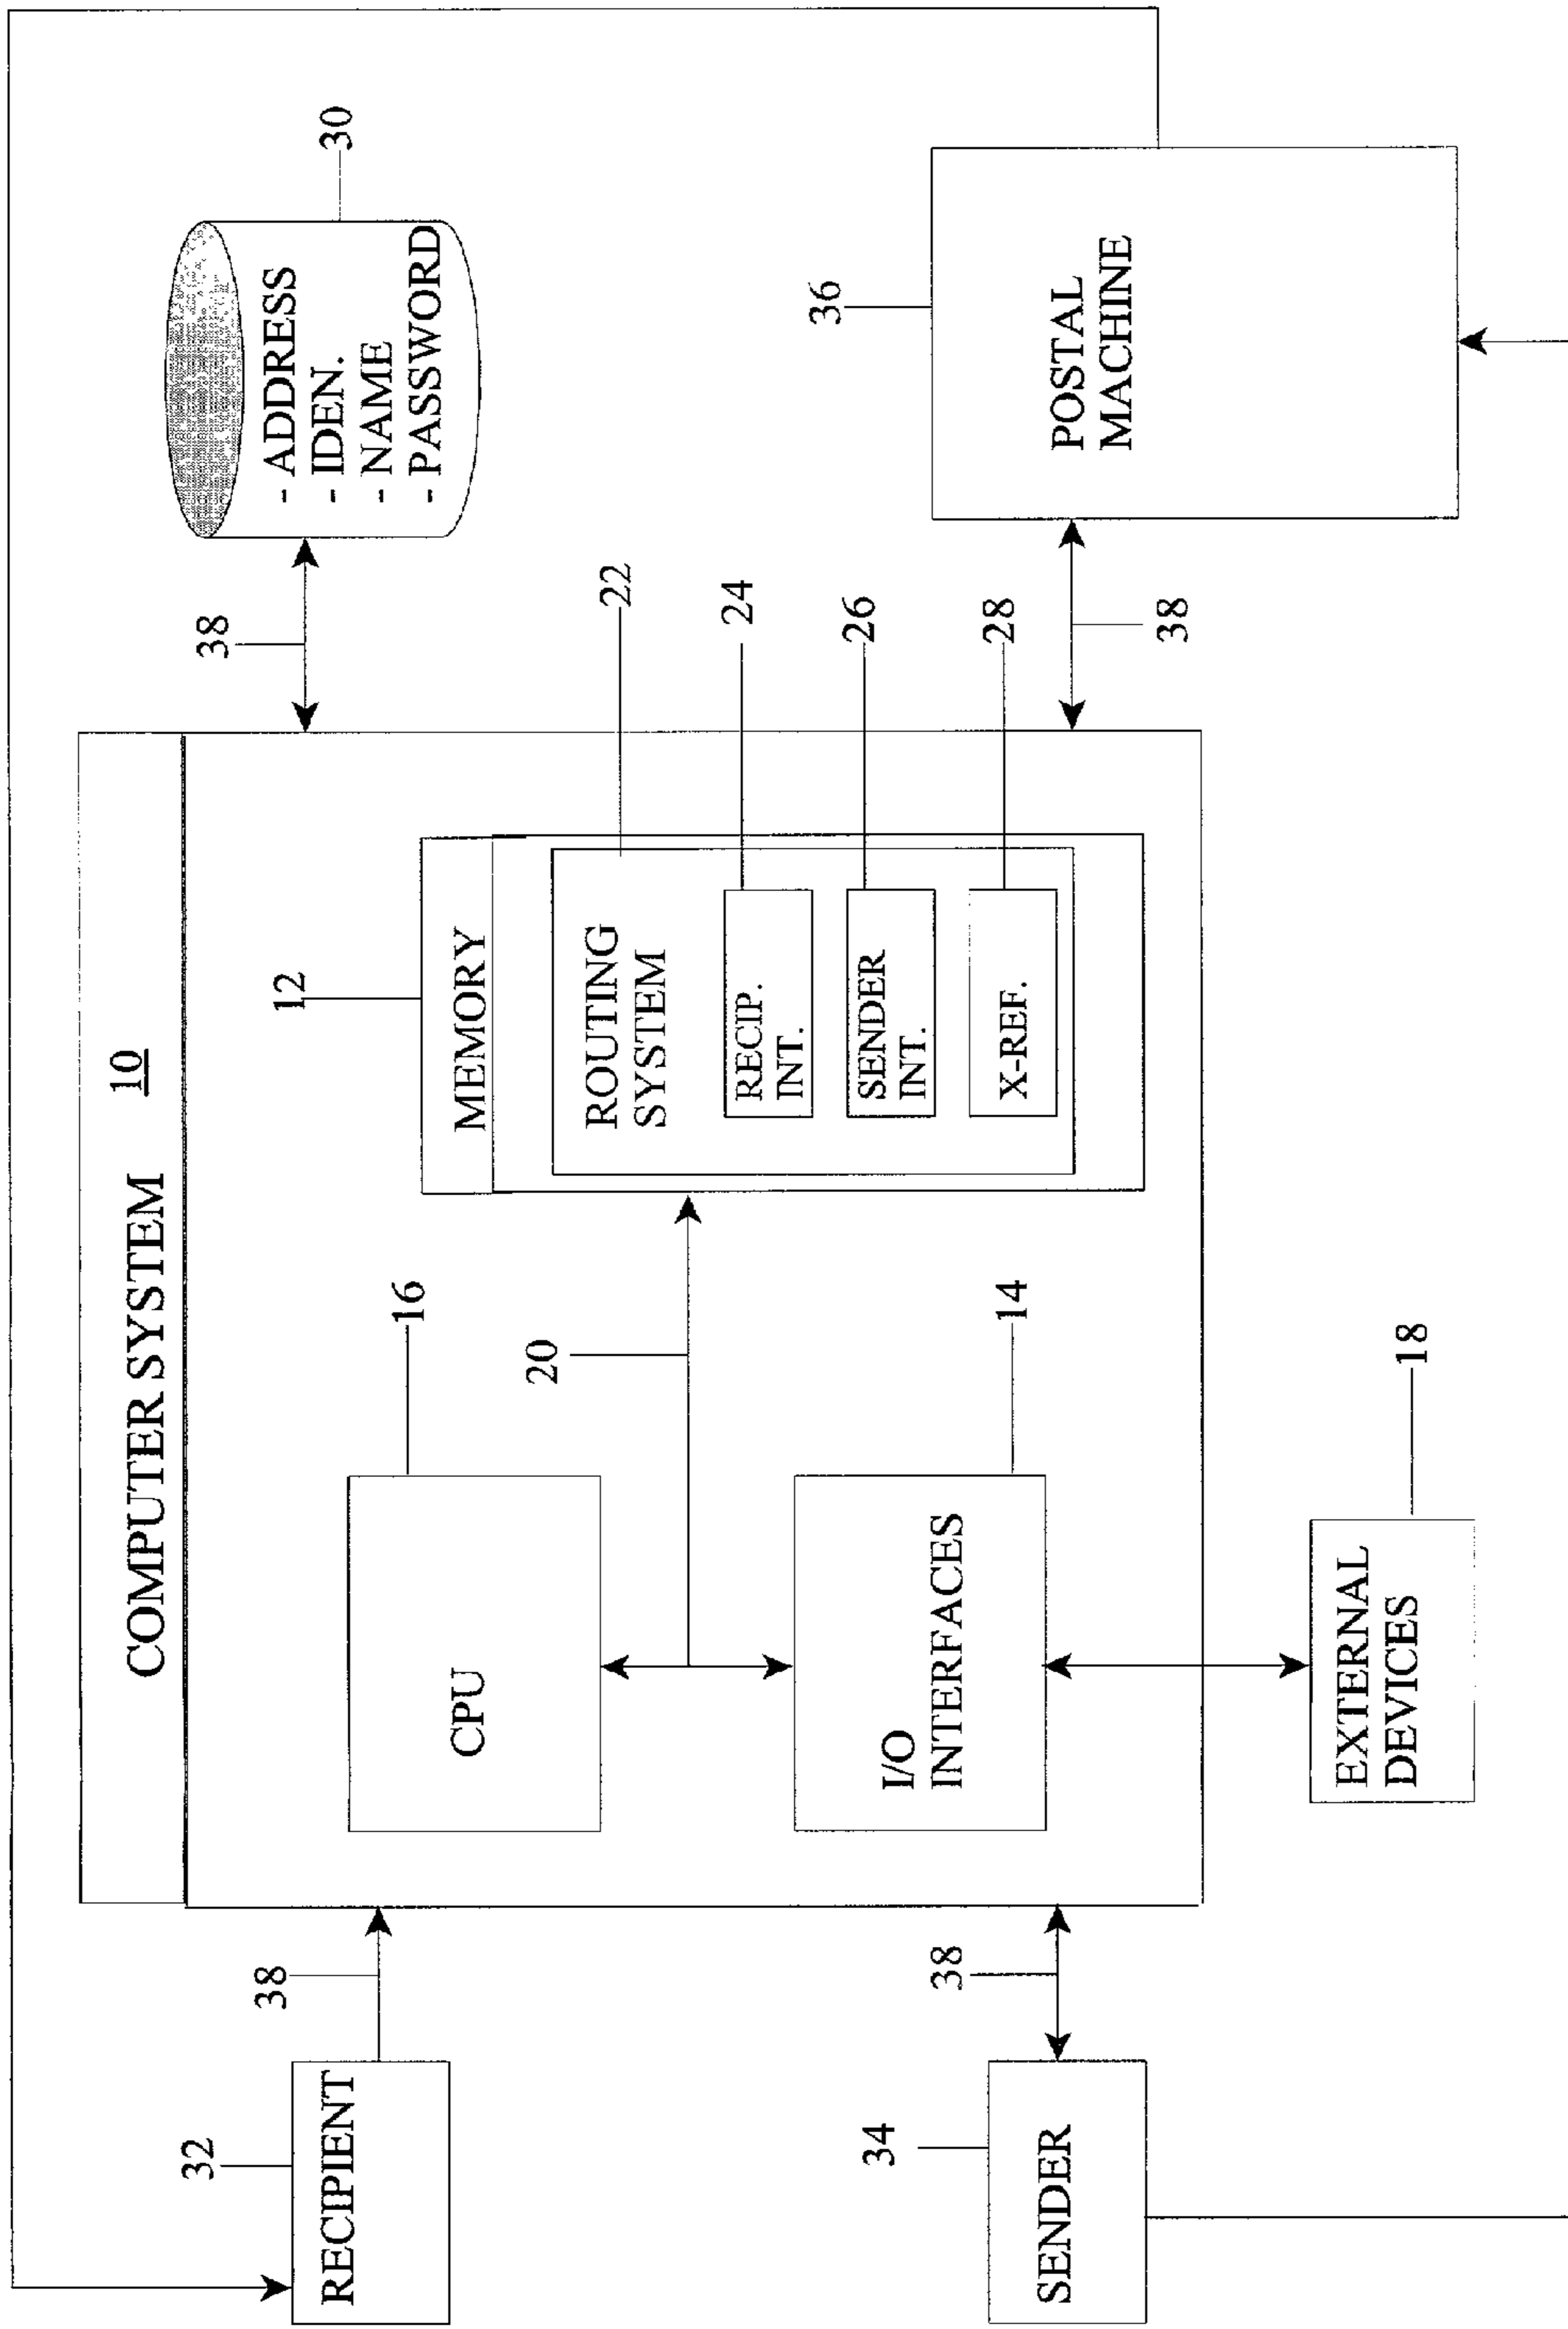 COMPUTER SYSTEM 10
32
RECIPIENT
38
16
CPU
20
12
MEMORY
ROUTING
SYSTEM
RECIP.
INT.
SENDER
INT.
X-REF.
22
24
26
28
38
30
- ADDRESS
- IDEN.
- NAME
- PASSWORD
34
SENDER
38
I/O
INTERFACES
14
EXTERNAL
DEVICES
18
38
36
POSTAL
MACHINE